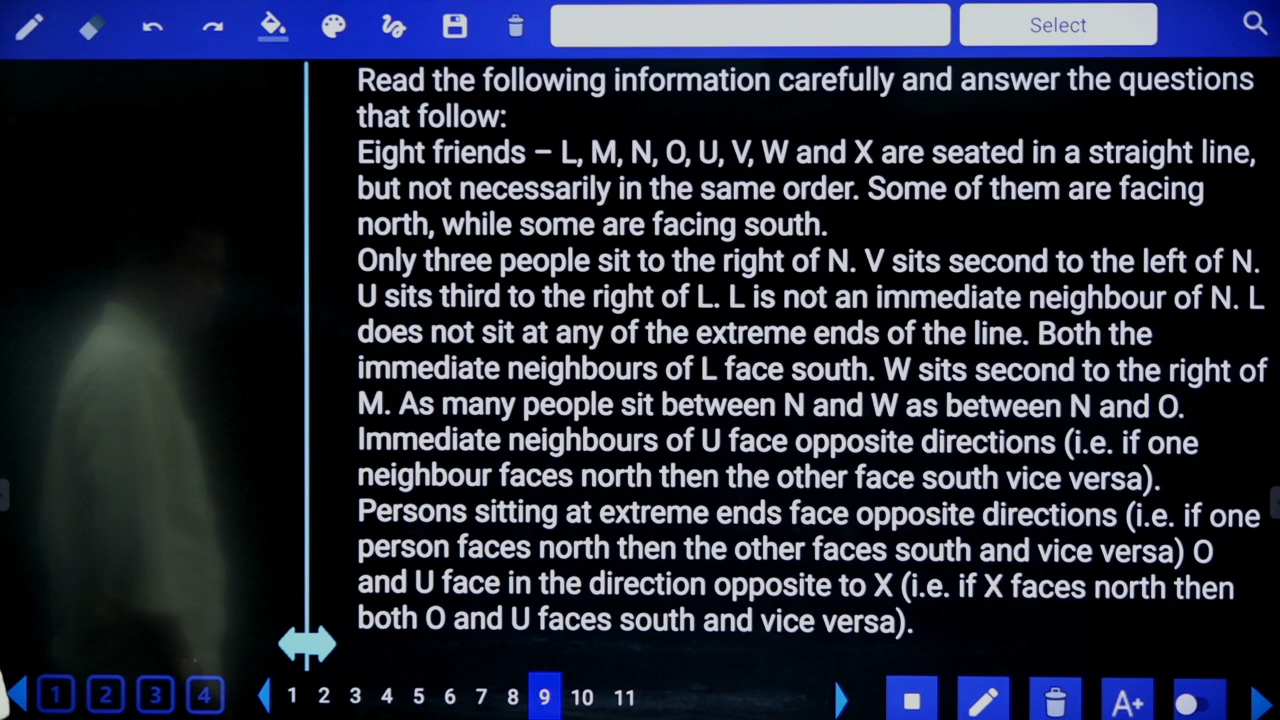 Select
Read the following information carefully and answer the questions
that follow:
Eight friends – L, M, N, O, U, V, W and X are seated in a straight line,
but not necessarily in the same order. Some of them are facing
north, while some are facing south.
Only three people sit to the right of N. V sits second to the left of N.
U sits third to the right of L. L is not an immediate neighbour of N. L
does not sit at any of the extreme ends of the line. Both the
immediate neighbours of L face south. W sits second to the right of
M. As many people sit between N and W as between N and O.
Immediate neighbours of U face opposite directions (i.e. if one
neighbour faces north then the other face south vice versa).
Persons sitting at extreme ends face opposite directions (i.e. if one
person faces north then the other faces south and vice versa) O
and U face in the direction opposite to X (i.e. if X faces north then
both O and U faces south and vice versa).
1 2 3 4 1 2 3 4 5 6 7 8 9 10 11 A+